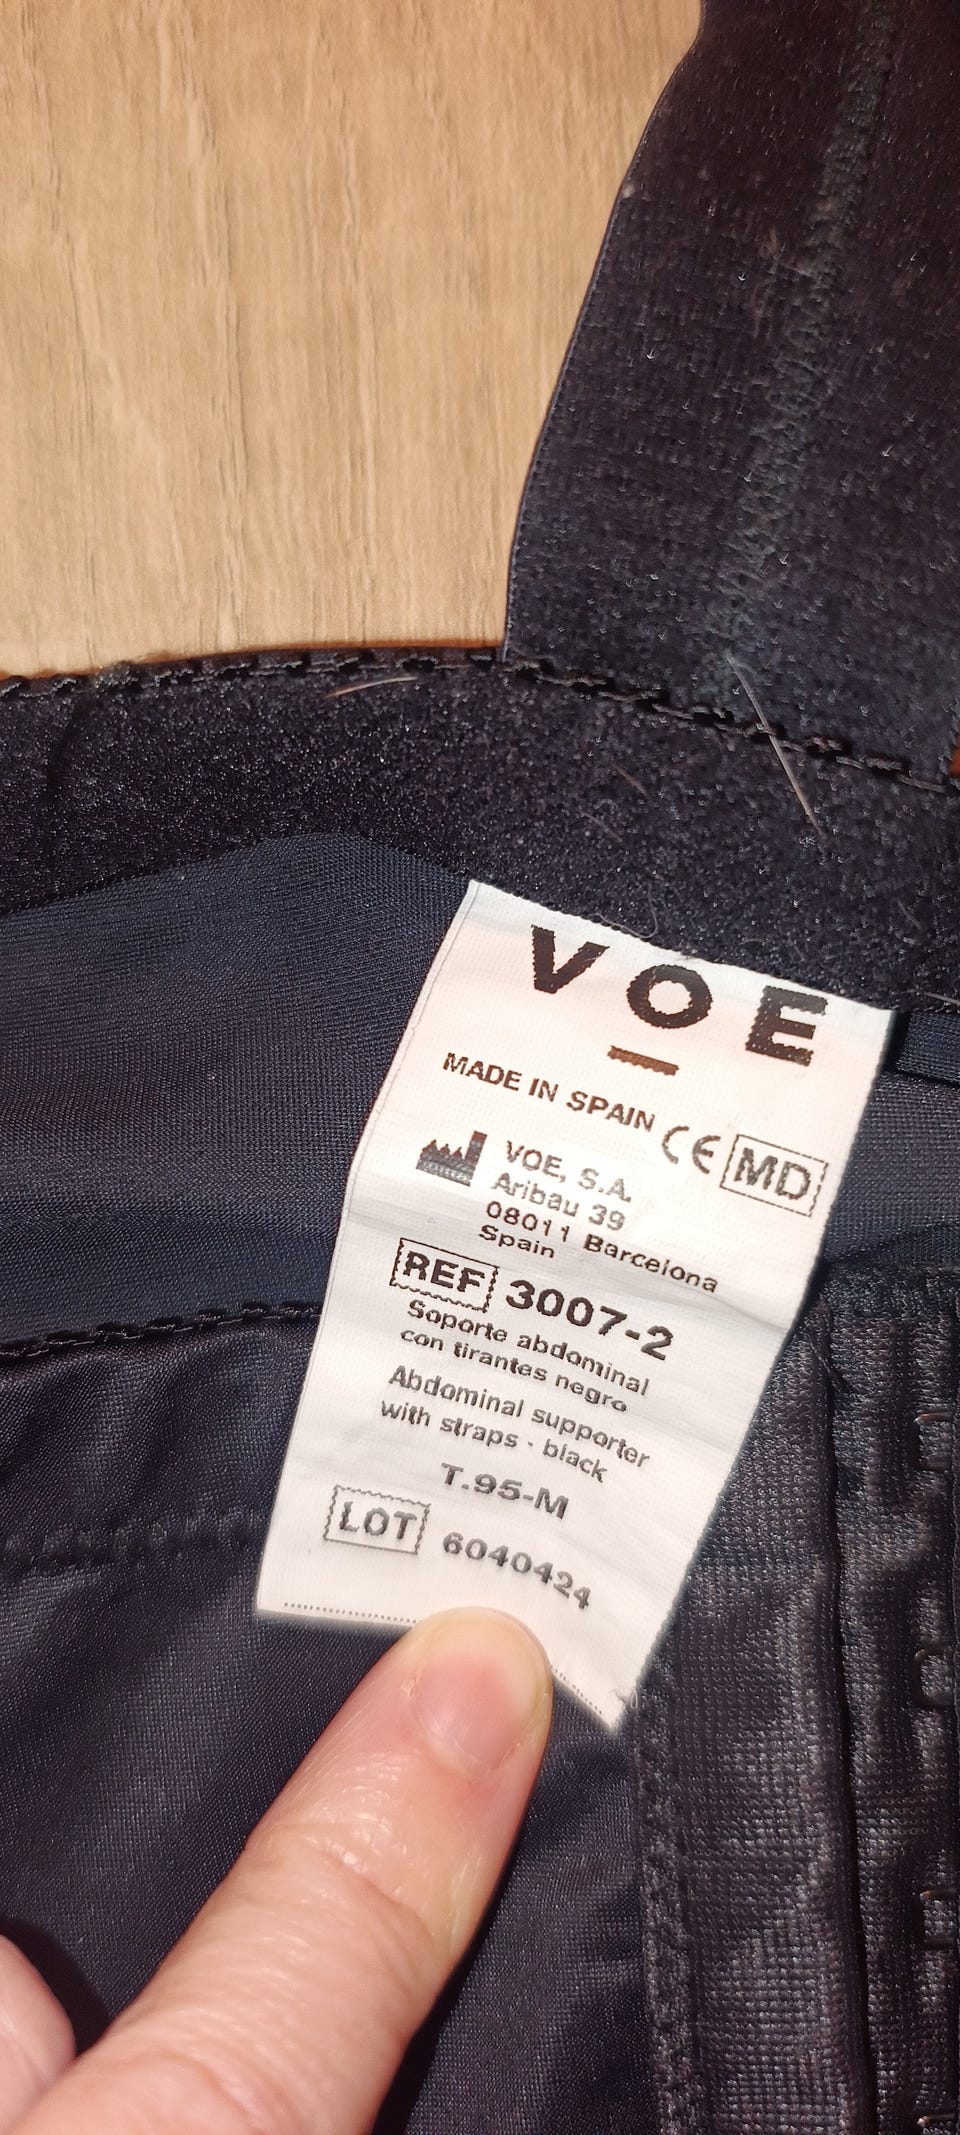 VOE
MADE IN SPAIN CE MD
VOE, S.A.
Aribau 39
08011 Barcelona
Spain
REF 3007-2
Soporte abdominal
con tirantes negro
Abdominal supporter
with straps - black
T.95-M
LOT 6040424